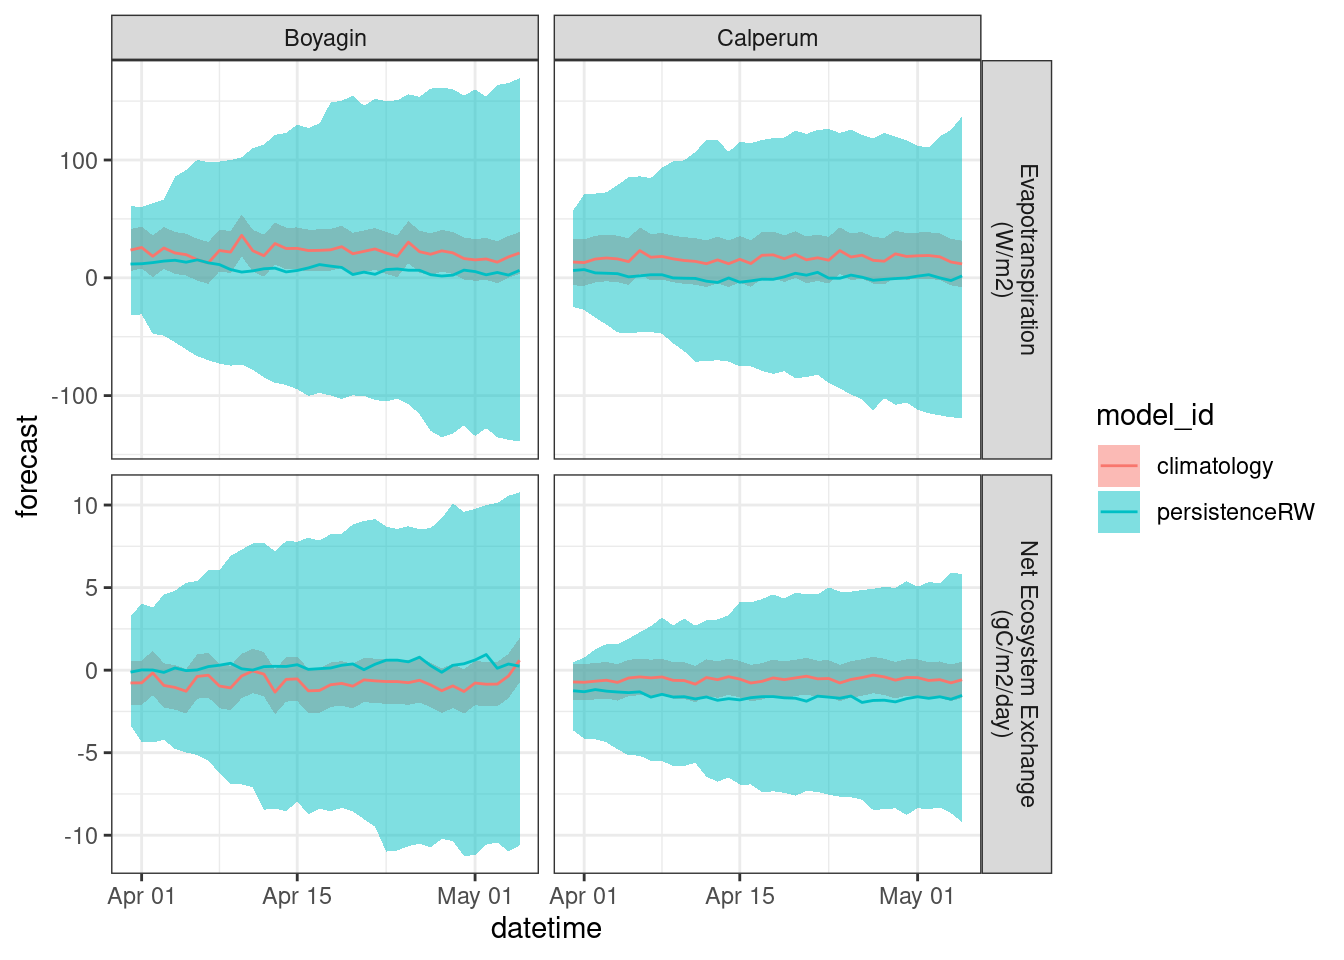 Boyagin
Calperum
100
0
-100
Evapotranspiration
(W/m2)
10
5
0
-5
-10
Net Ecosystem Exchange
(gC/m2/day)
Apr 01
Apr 15
May 01
Apr 01
Apr 15
May 01
datetime
forecast
model_id
climatology
persistenceRW